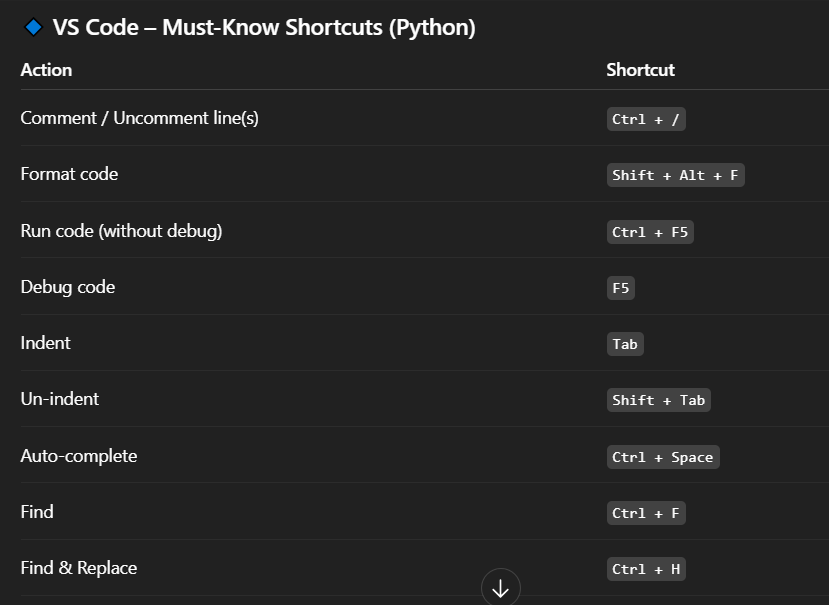 VS Code – Must-Know Shortcuts (Python)
Action Shortcut
Comment / Uncomment line(s) Ctrl + /
Format code Shift + Alt + F
Run code (without debug) Ctrl + F5
Debug code F5
Indent Tab
Un-indent Shift + Tab
Auto-complete Ctrl + Space
Find Ctrl + F
Find & Replace Ctrl + H